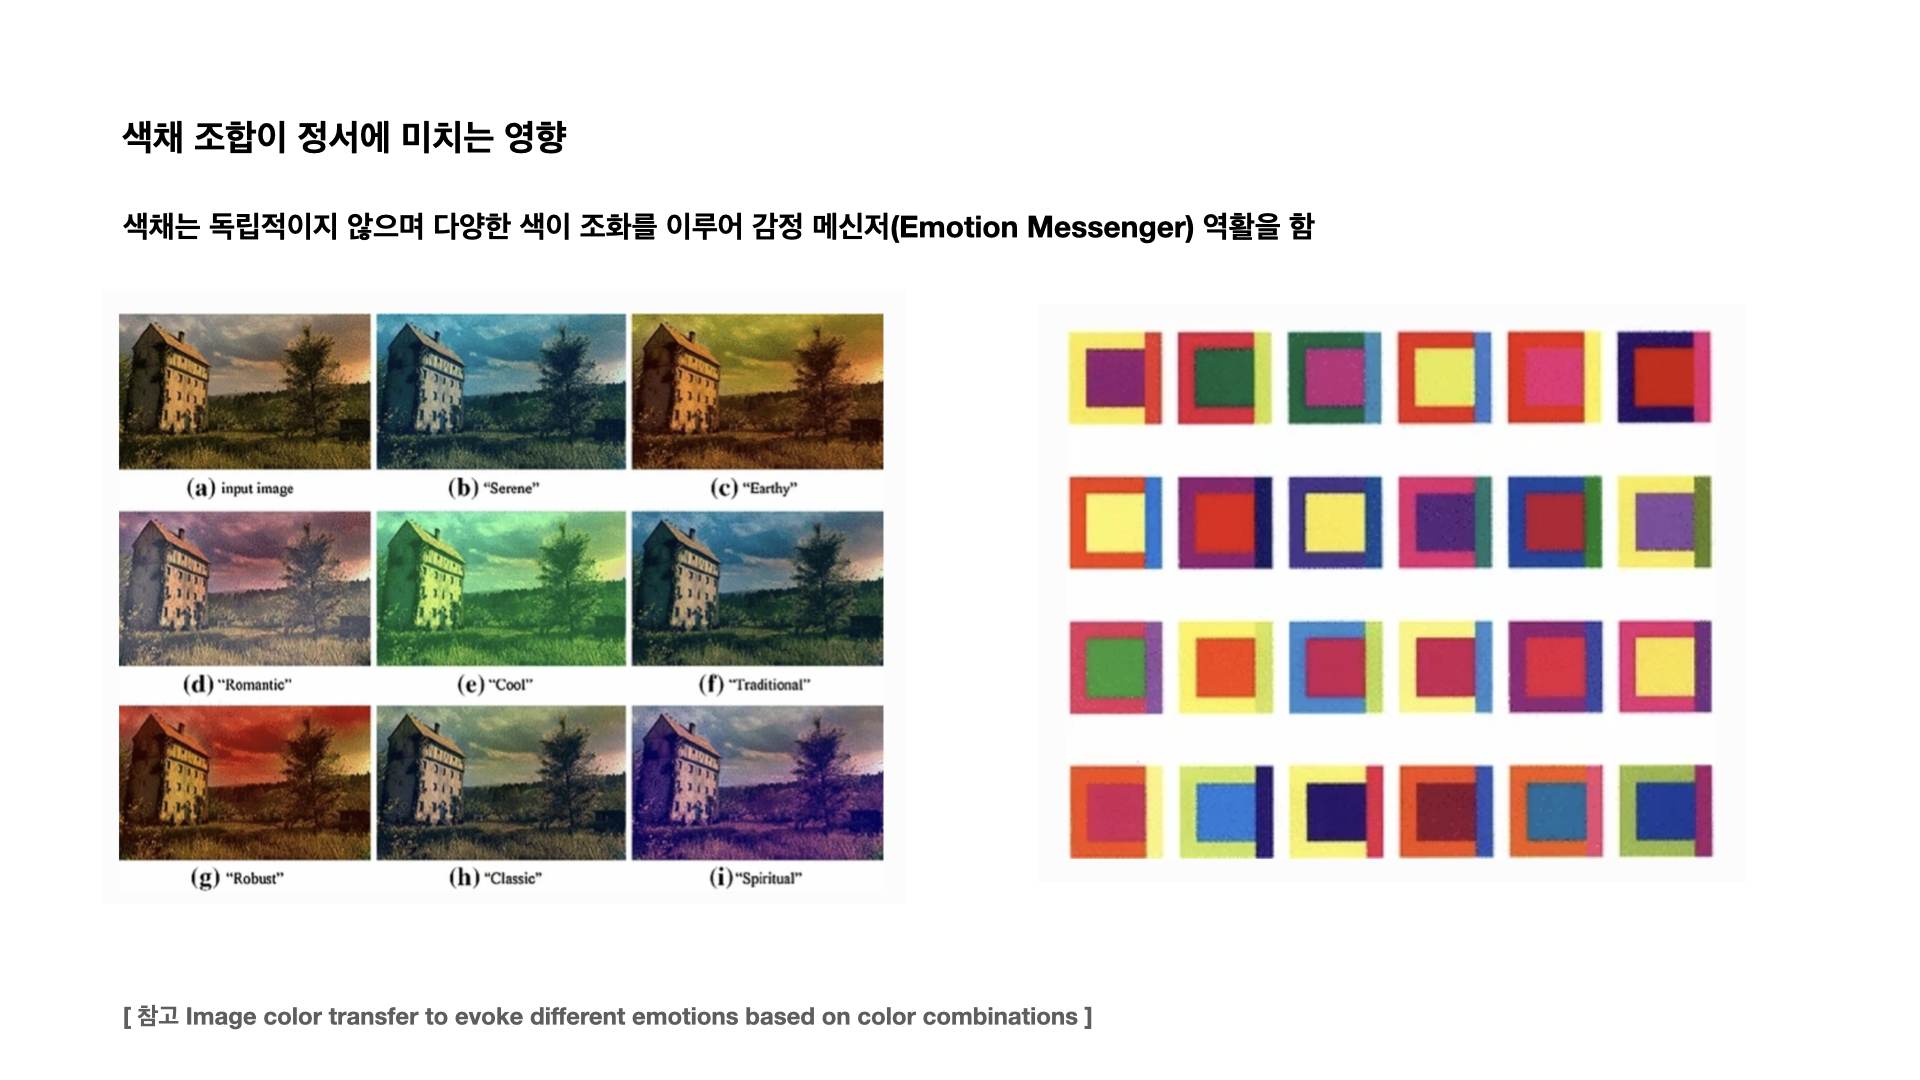 색채 조합이 정서에 미치는 영향
색채는 독립적이지 않으며 다양한 색이 조화를 이루어 감정 메신저(Emotion Messenger) 역활을 함
(a) input image
(b) “Serene”
(c) “Earthy”
(d) “Romantic”
(e) “Cool”
(f) “Traditional”
(g) “Robust”
(h) “Classic”
(i) “Spiritual”
[ 참고 Image color transfer to evoke different emotions based on color combinations ]